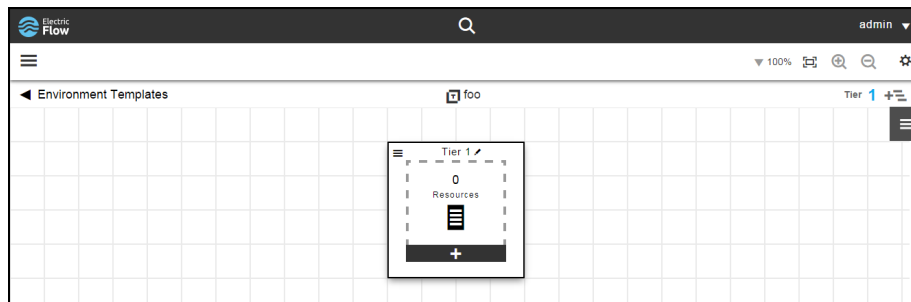 Electric
Flow
admin
100%
Environment Templates
foo
Tier 1
Tier 1
0
Resources